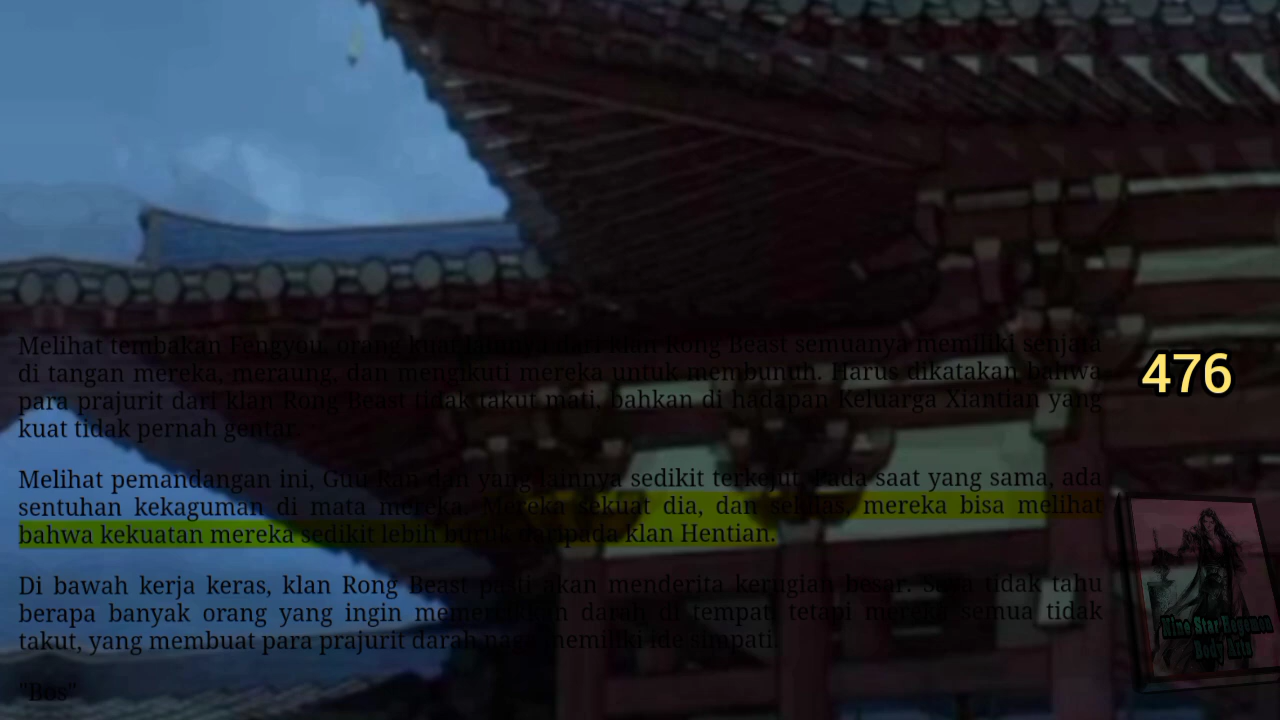 Melihat tembakan Fengyou, orang kuat lainnya dari klan Rong Beast semuanya memiliki senjata
di tangan mereka, meraung, dan mengikuti mereka untuk membunuh. Harus dikatakan bahwa
para prajurit dari klan Rong Beast tidak takut mati, bahkan di hadapan Keluarga Xiantian yang
kuat tidak pernah gentar.
476
Melihat pemandangan ini, Guu Ran dan yang lainnya sedikit terkejut. Pada saat yang sama, ada
sentuhan kekaguman di mata mereka. Mereka sekuat dia, dan sekilas, mereka bisa melihat
bahwa kekuatan mereka sedikit lebih buruk daripada klan Hentian.
Di bawah kerja keras, klan Rong Beast pasti akan menderita kerugian besar. Saya tidak tahu
berapa banyak orang yang ingin memercikkan darah di tempat, tetapi mereka semua tidak
takut, yang membuat para prajurit darah naga memiliki ide simpati.
Nine Star Hegemon
Body Arts
"Bos"